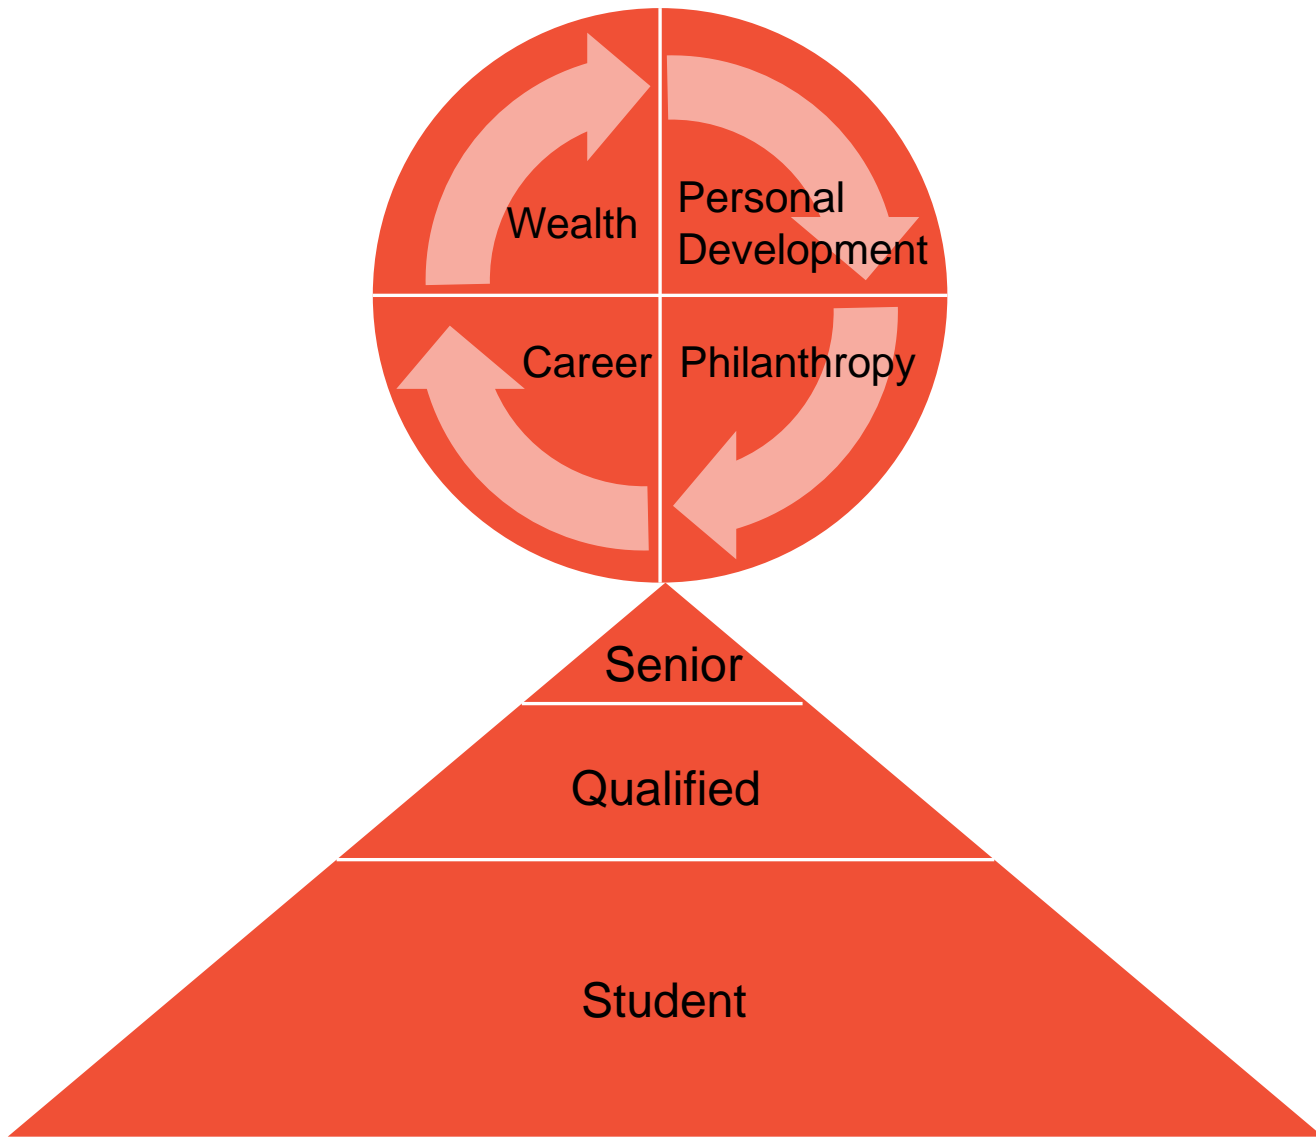 Wealth
Personal
Development
Career
Philanthropy
Senior
Qualified
Student